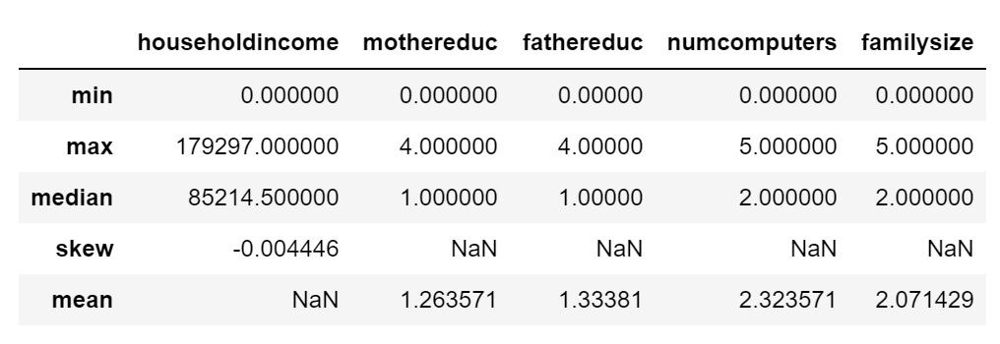 householdincome mothereduc fathereduc numcomputers familysize
min 0.000000 0.000000 0.00000 0.000000 0.000000
max 179297.000000 4.000000 4.00000 5.000000 5.000000
median 85214.500000 1.000000 1.00000 2.000000 2.000000
skew -0.004446 NaN NaN NaN NaN
mean NaN 1.263571 1.33381 2.323571 2.071429